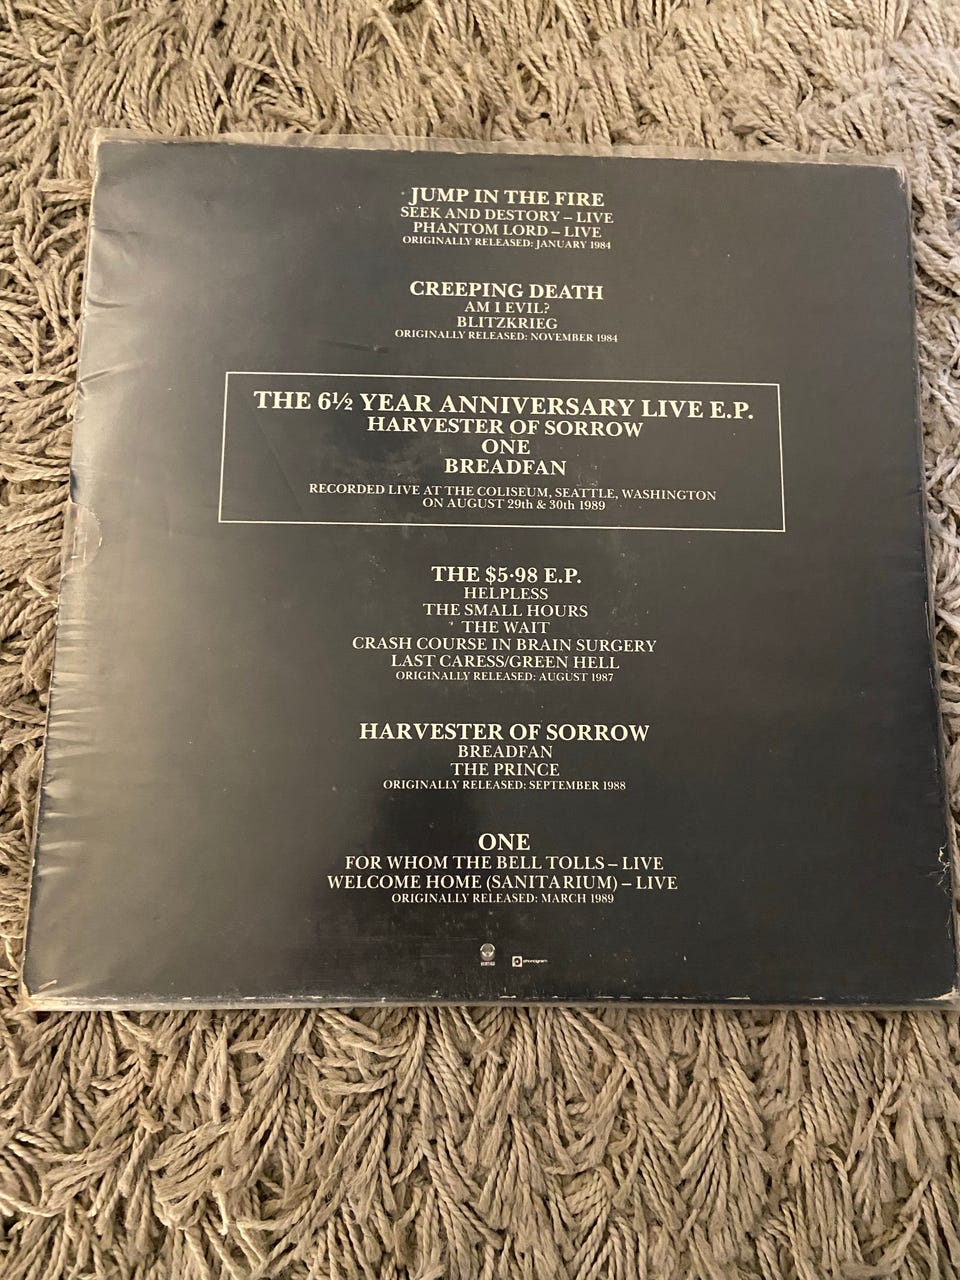 JUMP IN THE FIRE
SEEK AND DESTORY – LIVE
PHANTOM LORD – LIVE
ORIGINALLY RELEASED: JANUARY 1984
CREEPING DEATH
AM I EVIL?
BLITZKRIEG
ORIGINALLY RELEASED: NOVEMBER 1984
THE 6½ YEAR ANNIVERSARY LIVE E.P.
HARVESTER OF SORROW
ONE
BREADFAN
RECORDED LIVE AT THE COLISEUM, SEATTLE, WASHINGTON
ON AUGUST 29th & 30th 1989
THE $5·98 E.P.
HELPLESS
THE SMALL HOURS
THE WAIT
CRASH COURSE IN BRAIN SURGERY
LAST CARESS/GREEN HELL
ORIGINALLY RELEASED: AUGUST 1987
HARVESTER OF SORROW
BREADFAN
THE PRINCE
ORIGINALLY RELEASED: SEPTEMBER 1988
ONE
FOR WHOM THE BELL TOLLS – LIVE
WELCOME HOME (SANITARIUM) – LIVE
ORIGINALLY RELEASED: MARCH 1989
VERTIGO
phonogram